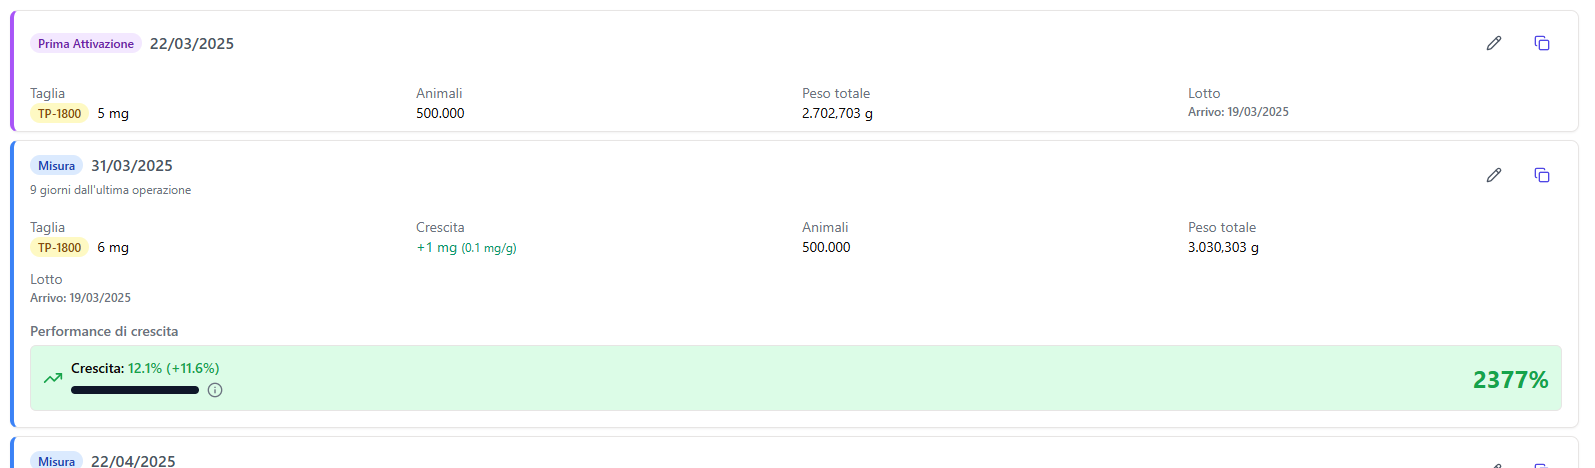 Prima Attivazione 22/03/2025
Taglia Animali Peso totale Lotto
TP-1800 5 mg 500.000 2.702,703 g Arrivo: 19/03/2025
Misura 31/03/2025
9 giorni dall'ultima operazione
Taglia Crescita Animali Peso totale
TP-1800 6 mg +1 mg (0.1 mg/g) 500.000 3.030,303 g
Lotto
Arrivo: 19/03/2025
Performance di crescita
Crescita: 12.1% (+11.6%)
2377%
Misura 22/04/2025